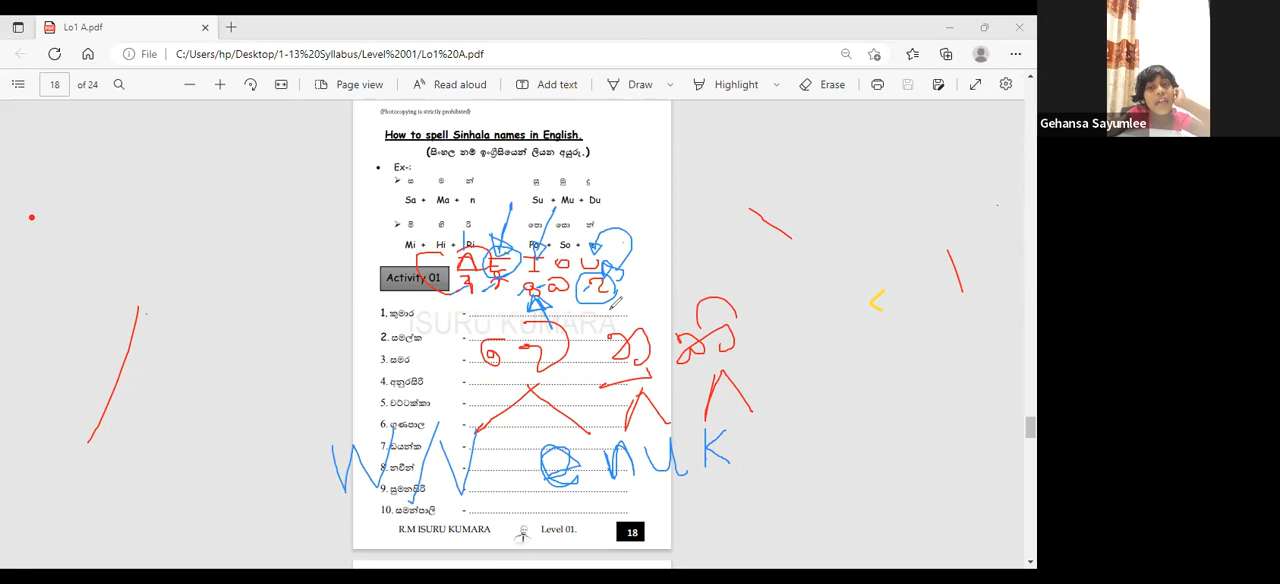 Lo1 A.pdf
File C:/Users/hp/Desktop/1-13%20Syllabus/Level%2001/Lo1%20A.pdf
18 of 24 Page view Read aloud Add text Draw Highlight Erase
Gehansa Sayumlee
(Photocopying is strictly prohibited)
How to spell Sinhala names in English.
(සිංහල නම් ඉංග්‍රීසියෙන් ලියන අයුරු.)
Ex-:
ස ම න් සු මු දු
Sa + Ma + n Su + Mu + Du
මි හි රි පො සො න්
Mi + Hi + Ri Po + So +
A E I O U
Activity 01
1. කුමාර -
ISURU KUMARA
2. සමල්ක -
3. සමර -
4. අනුරසිරි -
5. වට්ටක්කා -
6. ගුණපාල -
7. ඩයන්ක -
8. නවීන් -
W/V e n u K
9. සුමනසිරි -
10. සමන්පාලි -
R.M ISURU KUMARA Level 01. 18